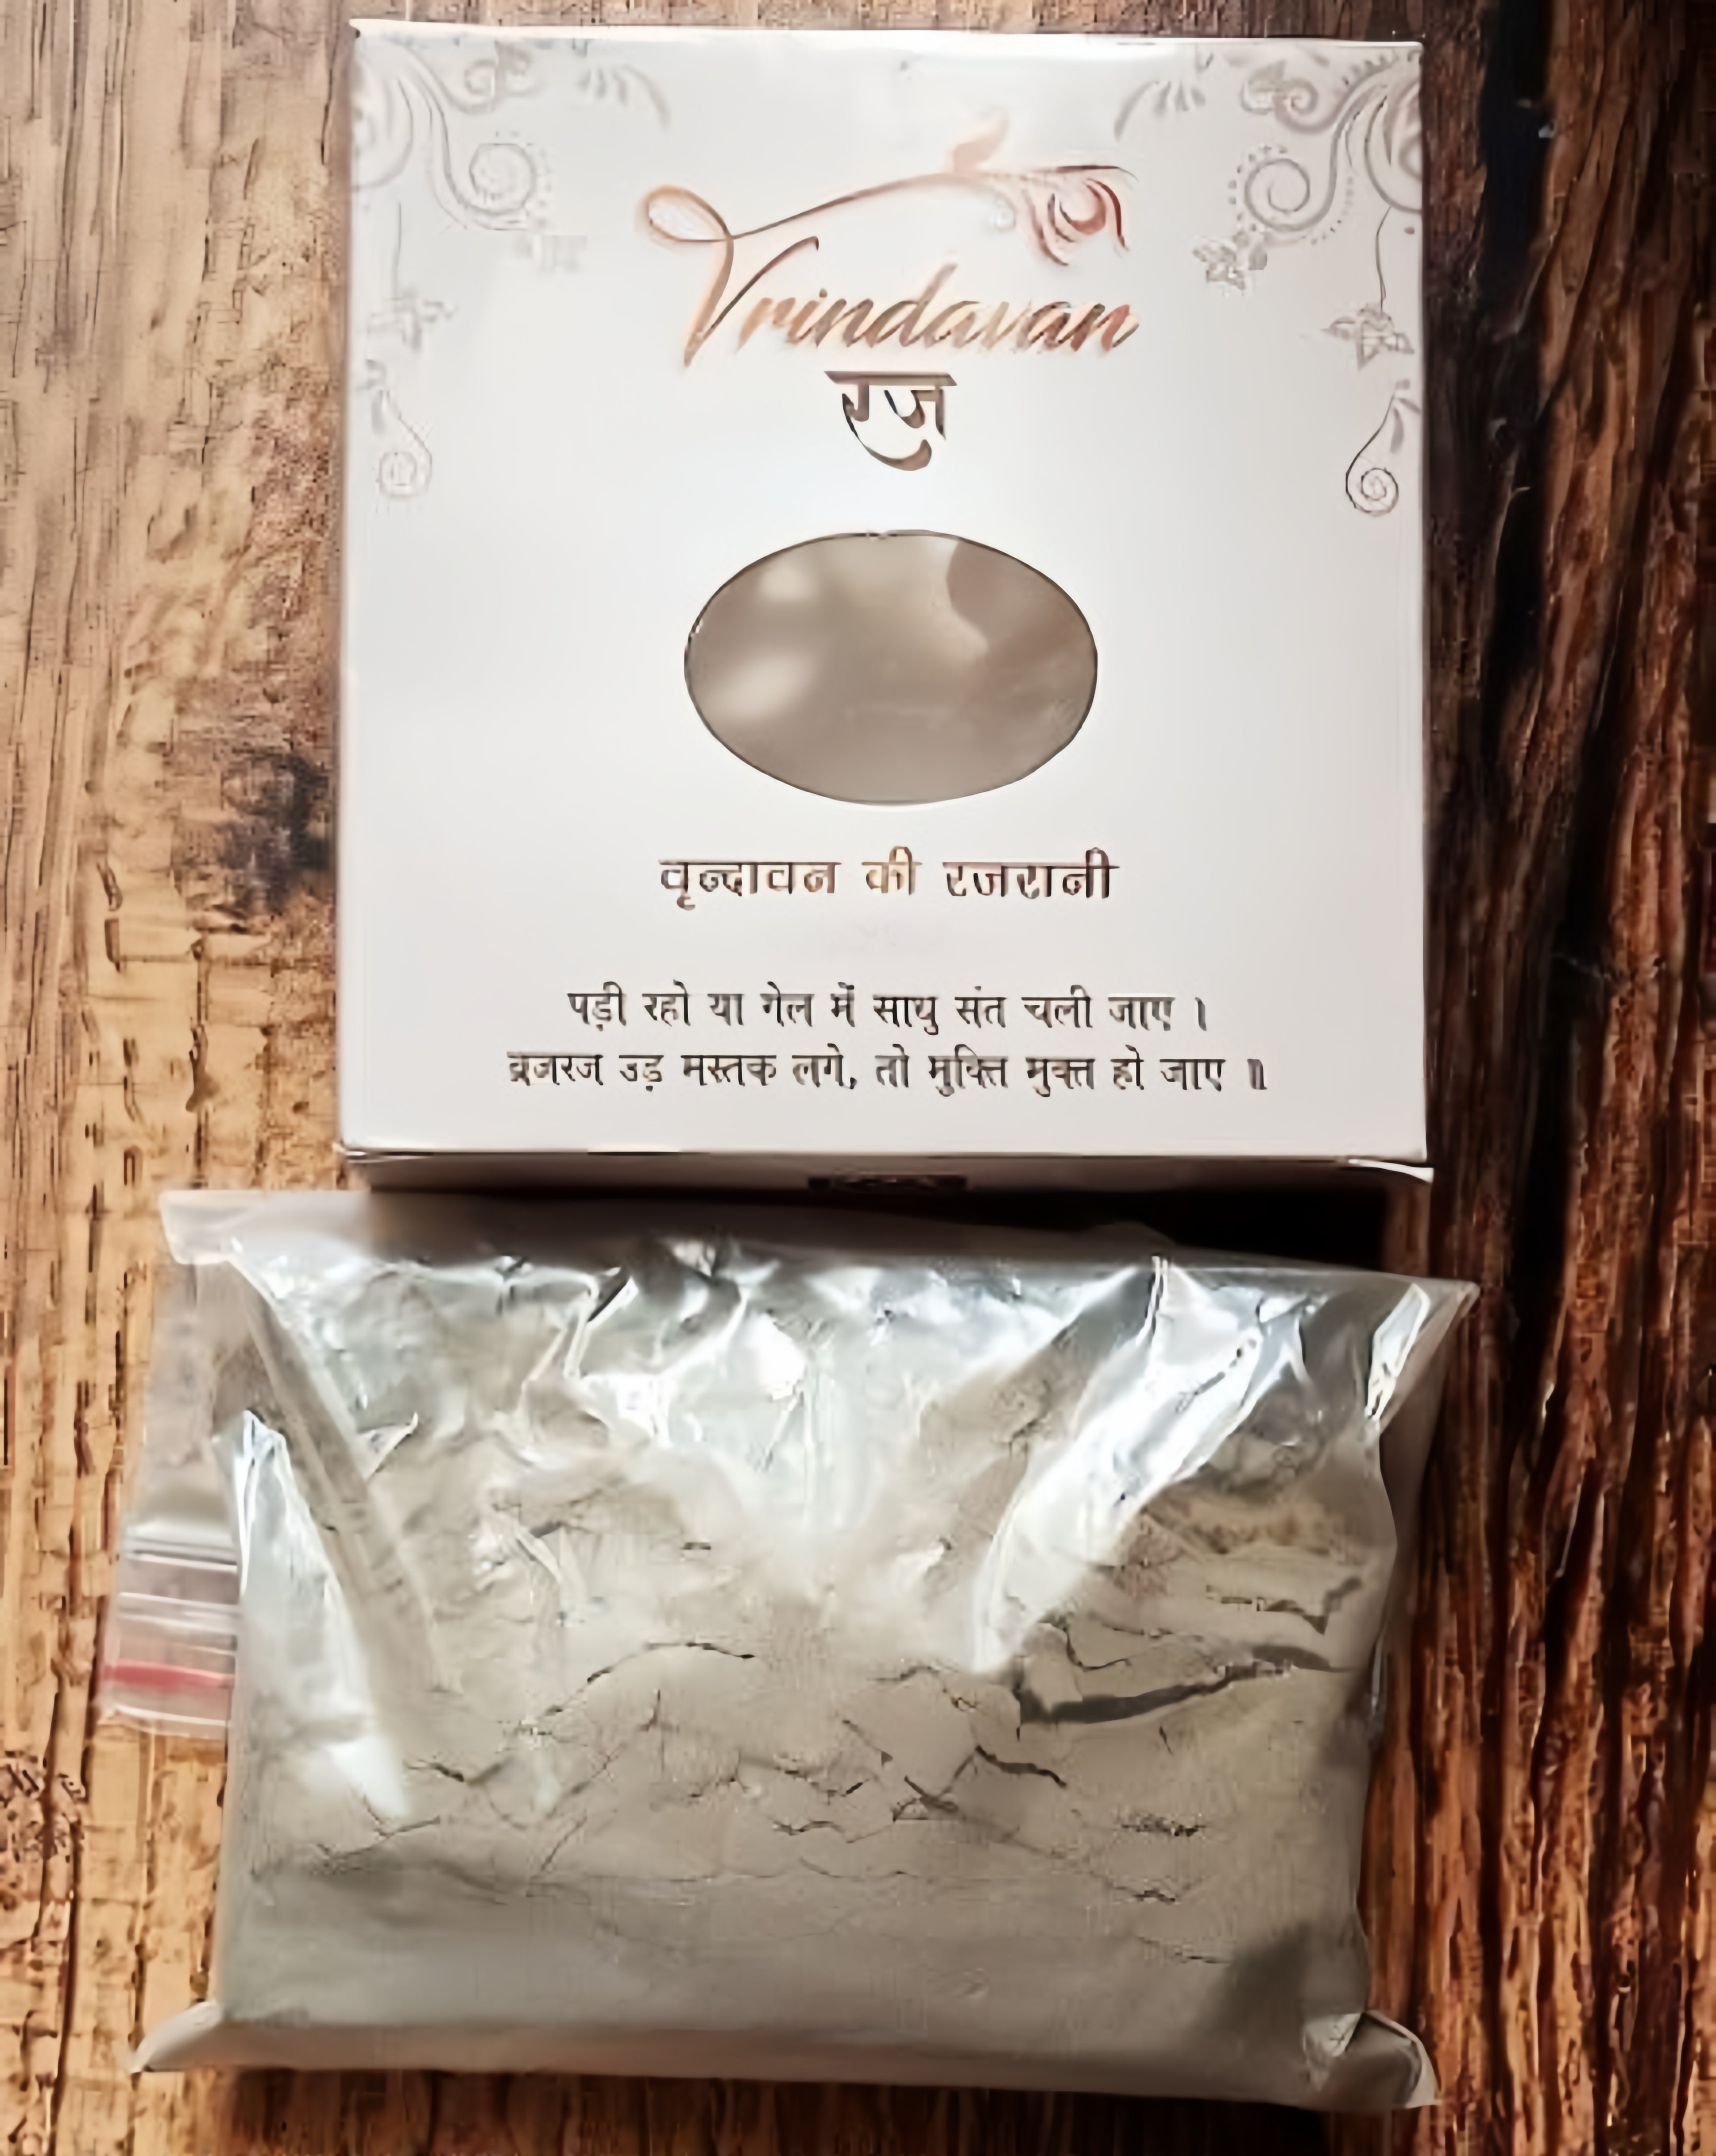 Vrindavan
रज
वृन्दावन की रजरानी
पड़ी रहो या गेल में साधु संत चली जाए ।
ब्रजरज उड़ मस्तक लगे, तो मुक्ति मुक्त हो जाए ॥